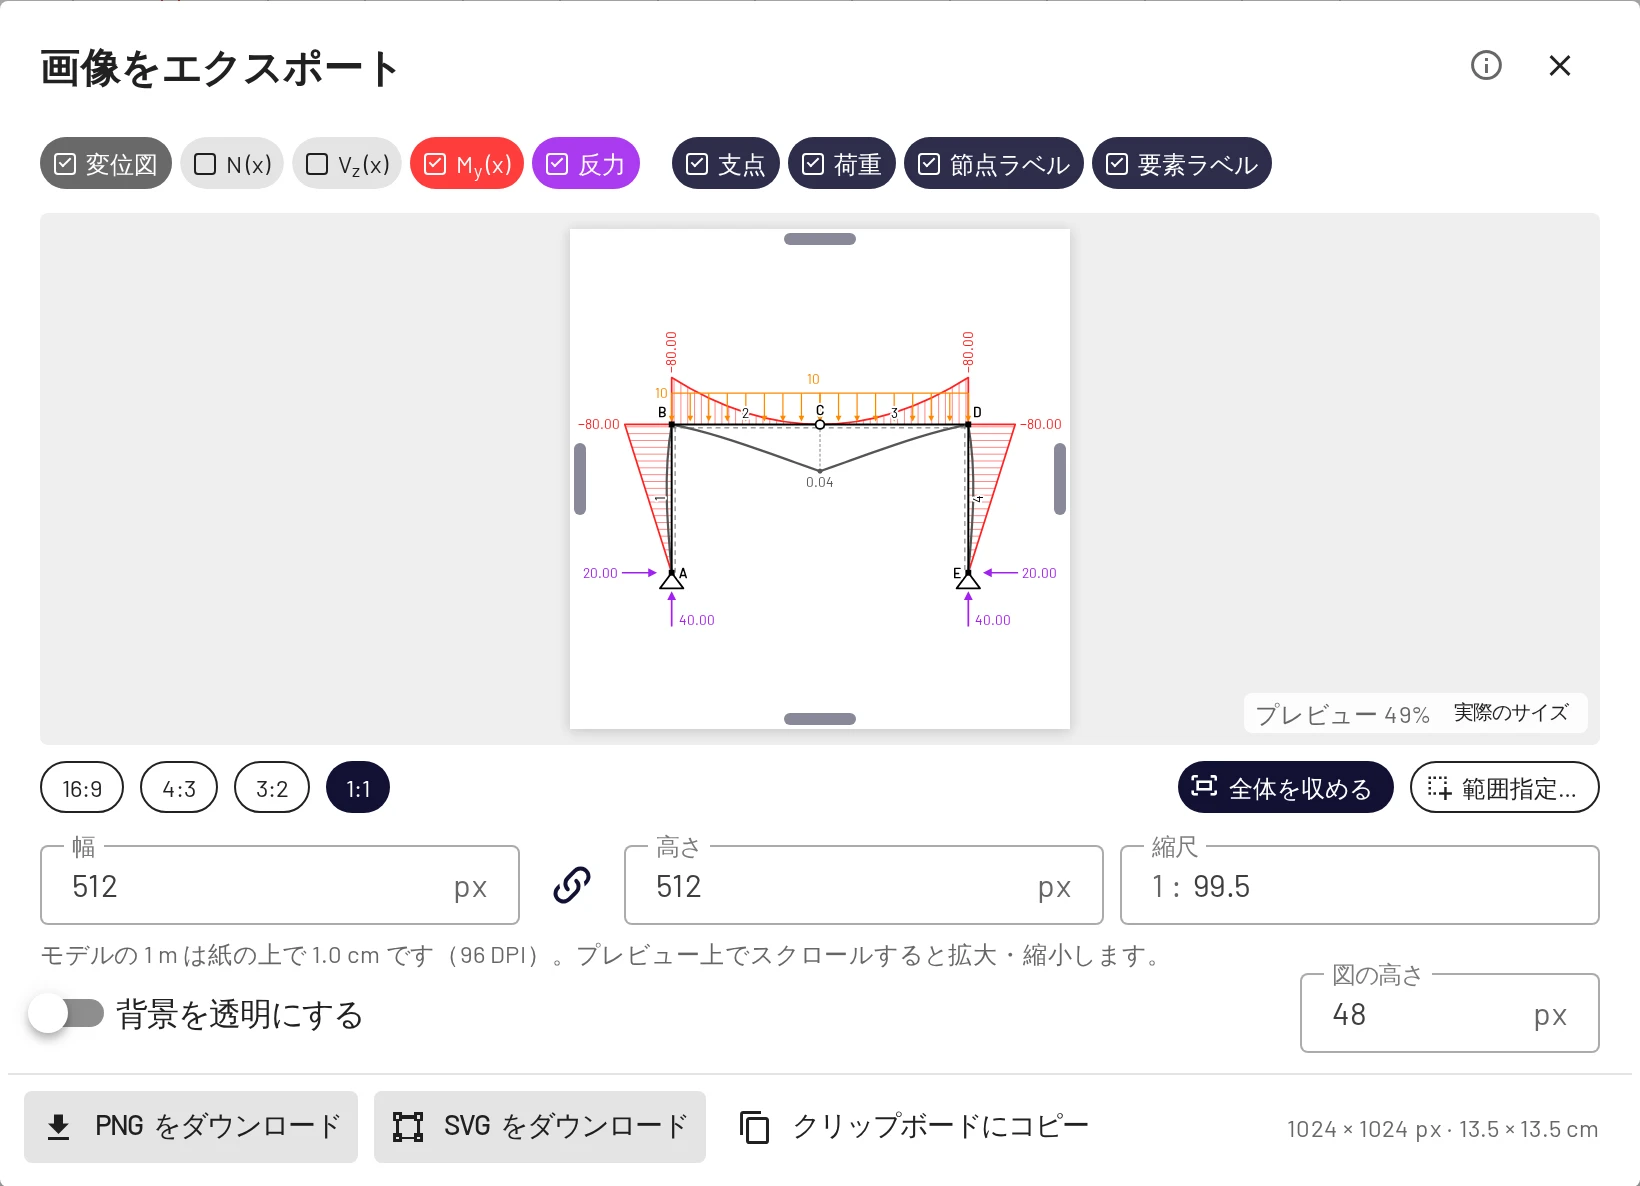 画像をエクスポート
変位図 N(x) Vz(x) My(x) 反力 支点 荷重 節点ラベル 要素ラベル
-80.00 -80.00
10
10
B 2 C 3 D
-80.00 -80.00
0.04
1 4
20.00 A E 20.00
40.00 40.00
プレビュー 49% 実際のサイズ
16:9 4:3 3:2 1:1 全体を収める 範囲指定...
幅 高さ 縮尺
512 px 512 px 1 : 99.5
モデルの 1 m は紙の上で 1.0 cm です（96 DPI）。プレビュー上でスクロールすると拡大・縮小します。
図の高さ
背景を透明にする 48 px
PNG をダウンロード SVG をダウンロード クリップボードにコピー 1024 × 1024 px · 13.5 × 13.5 cm